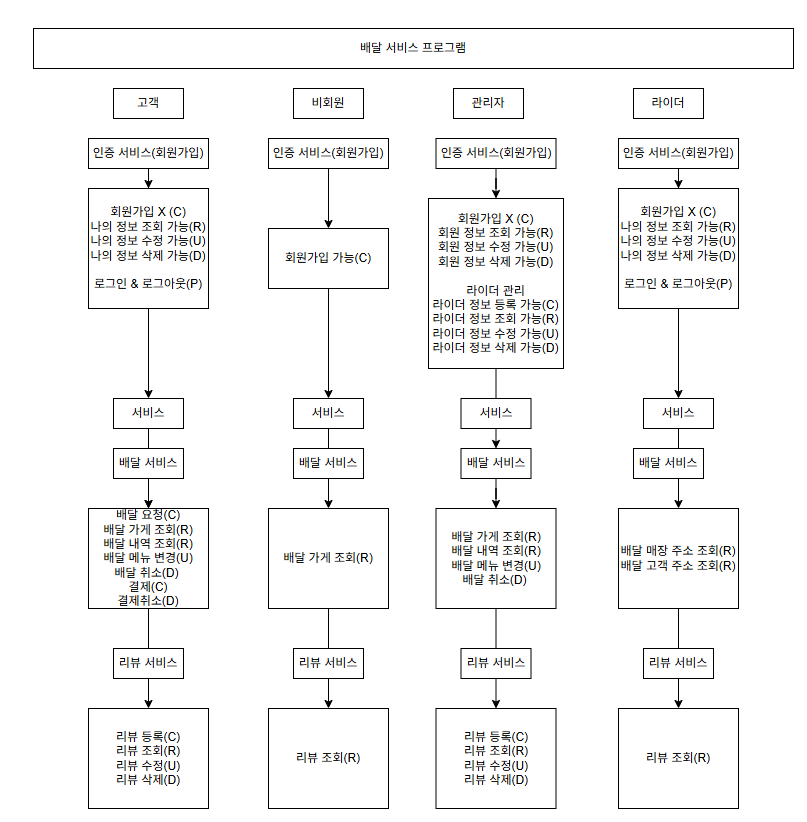 배달 서비스 프로그램
고객
비회원
관리자
라이더
인증 서비스(회원가입)
인증 서비스(회원가입)
인증 서비스(회원가입)
인증 서비스(회원가입)
회원가입 X (C)
나의 정보 조회 가능(R)
나의 정보 수정 가능(U)
나의 정보 삭제 가능(D)
로그인 & 로그아웃(P)
회원가입 가능(C)
회원가입 X (C)
회원 정보 조회 가능(R)
회원 정보 수정 가능(U)
회원 정보 삭제 가능(D)
라이더 관리
라이더 정보 등록 가능(C)
라이더 정보 조회 가능(R)
라이더 정보 수정 가능(U)
라이더 정보 삭제 가능(D)
회원가입 X (C)
나의 정보 조회 가능(R)
나의 정보 수정 가능(U)
나의 정보 삭제 가능(D)
로그인 & 로그아웃(P)
서비스
서비스
서비스
서비스
배달 서비스
배달 서비스
배달 서비스
배달 서비스
배달 요청(C)
배달 가게 조회(R)
배달 내역 조회(R)
배달 메뉴 변경(U)
배달 취소(D)
결제(C)
결제취소(D)
배달 가게 조회(R)
배달 가게 조회(R)
배달 내역 조회(R)
배달 메뉴 변경(U)
배달 취소(D)
배달 매장 주소 조회(R)
배달 고객 주소 조회(R)
리뷰 서비스
리뷰 서비스
리뷰 서비스
리뷰 서비스
리뷰 등록(C)
리뷰 조회(R)
리뷰 수정(U)
리뷰 삭제(D)
리뷰 조회(R)
리뷰 등록(C)
리뷰 조회(R)
리뷰 수정(U)
리뷰 삭제(D)
리뷰 조회(R)